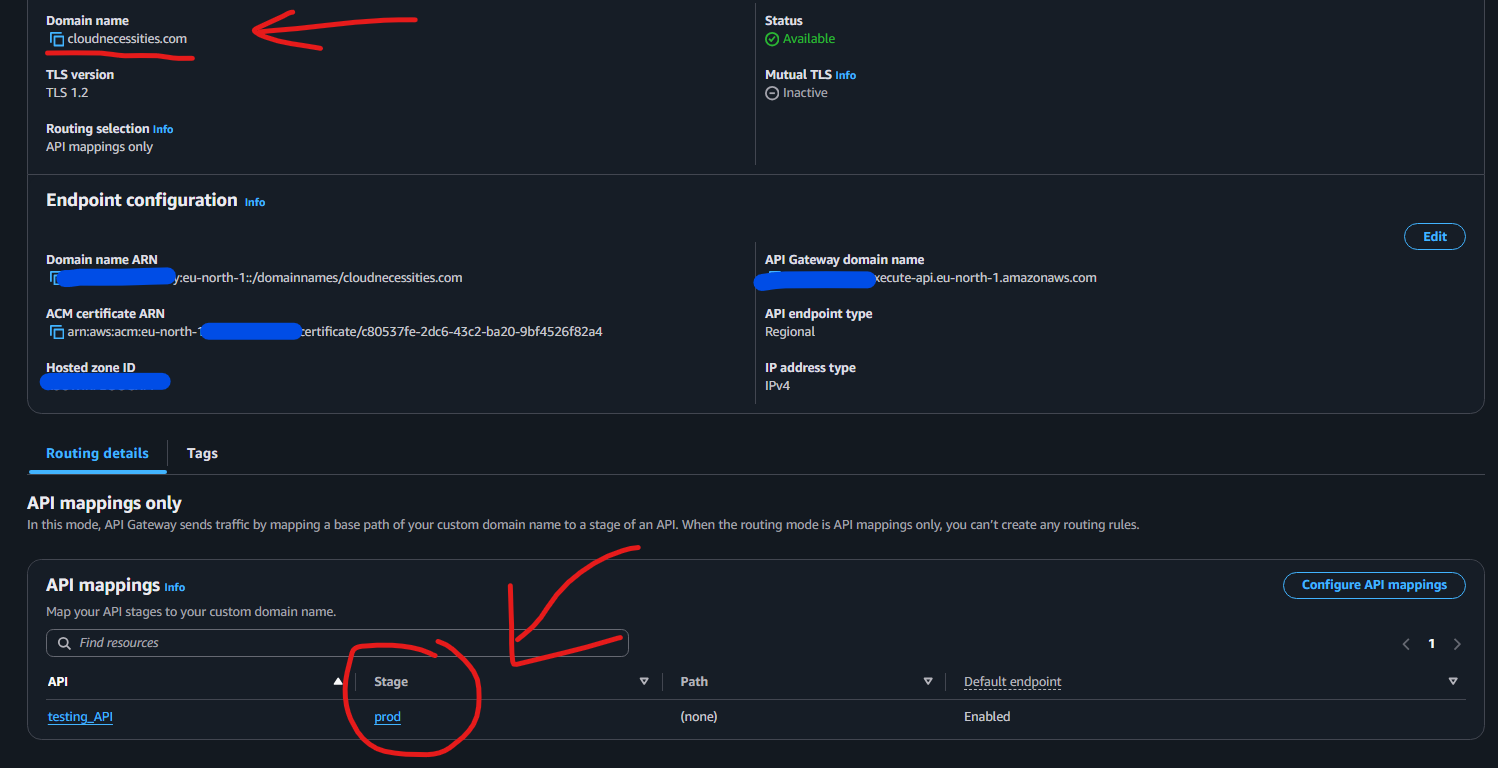 Domain name
cloudnecessities.com
Status
Available
TLS version
TLS 1.2
Mutual TLS Info
Inactive
Routing selection Info
API mappings only
Endpoint configuration Info
Edit
Domain name ARN
y:eu-north-1::/domainnames/cloudnecessities.com
API Gateway domain name
xecute-api.eu-north-1.amazonaws.com
ACM certificate ARN
arn:aws:acm:eu-north-1 certificate/c80537fe-2dc6-43c2-ba20-9bf4526f82a4
API endpoint type
Regional
Hosted zone ID
IP address type
IPv4
Routing details
Tags
API mappings only
In this mode, API Gateway sends traffic by mapping a base path of your custom domain name to a stage of an API. When the routing mode is API mappings only, you can't create any routing rules.
API mappings Info
Configure API mappings
Map your API stages to your custom domain name.
Find resources
1
API Stage Path Default endpoint
testing_API prod (none) Enabled